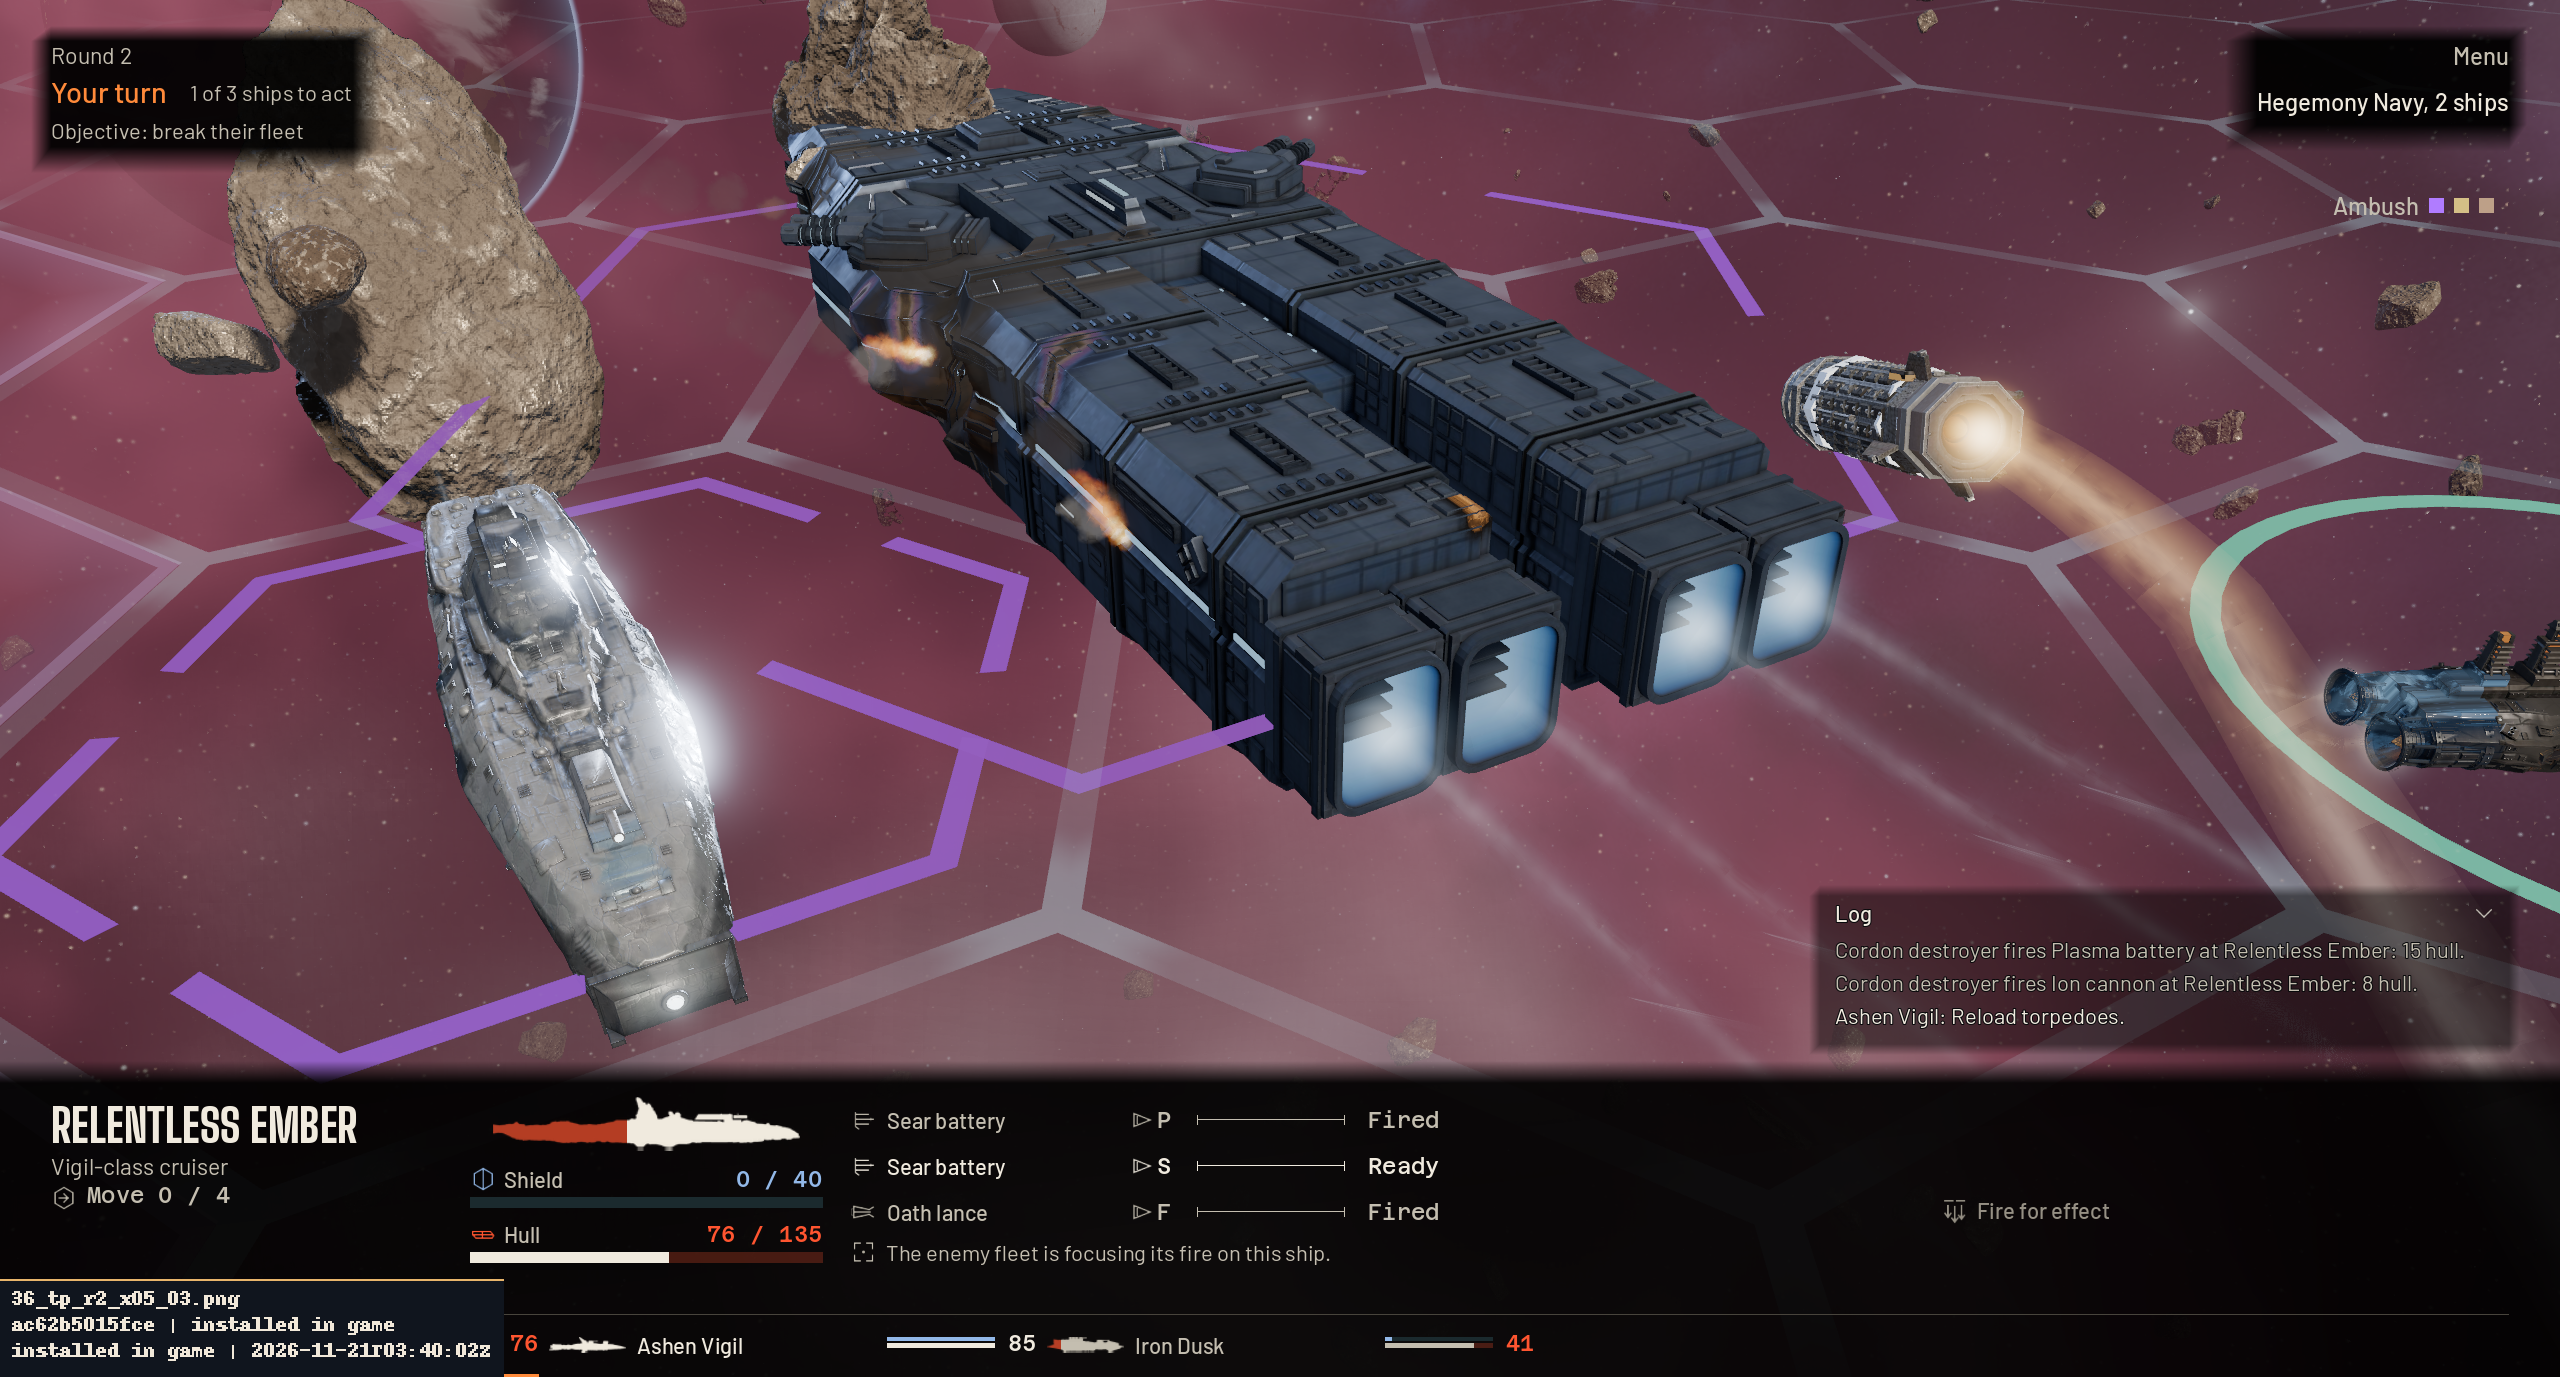 Round 2
Your turn 1 of 3 ships to act
Objective: break their fleet
Menu
Hegemony Navy, 2 ships
Ambush
Log
Cordon destroyer fires Plasma battery at Relentless Ember: 15 hull.
Cordon destroyer fires Ion cannon at Relentless Ember: 8 hull.
Ashen Vigil: Reload torpedoes.
RELENTLESS EMBER
Vigil-class cruiser
Move 0 / 4
Shield 0 / 40
Hull 76 / 135
Sear battery P Fired
Sear battery S Ready
Oath lance F Fired
The enemy fleet is focusing its fire on this ship.
Fire for effect
36_tp_r2_x05_03.png
ac62b5015fce | installed in game
installed in game | 2026-11-21r03:40:02z
76 Ashen Vigil 85 Iron Dusk 41